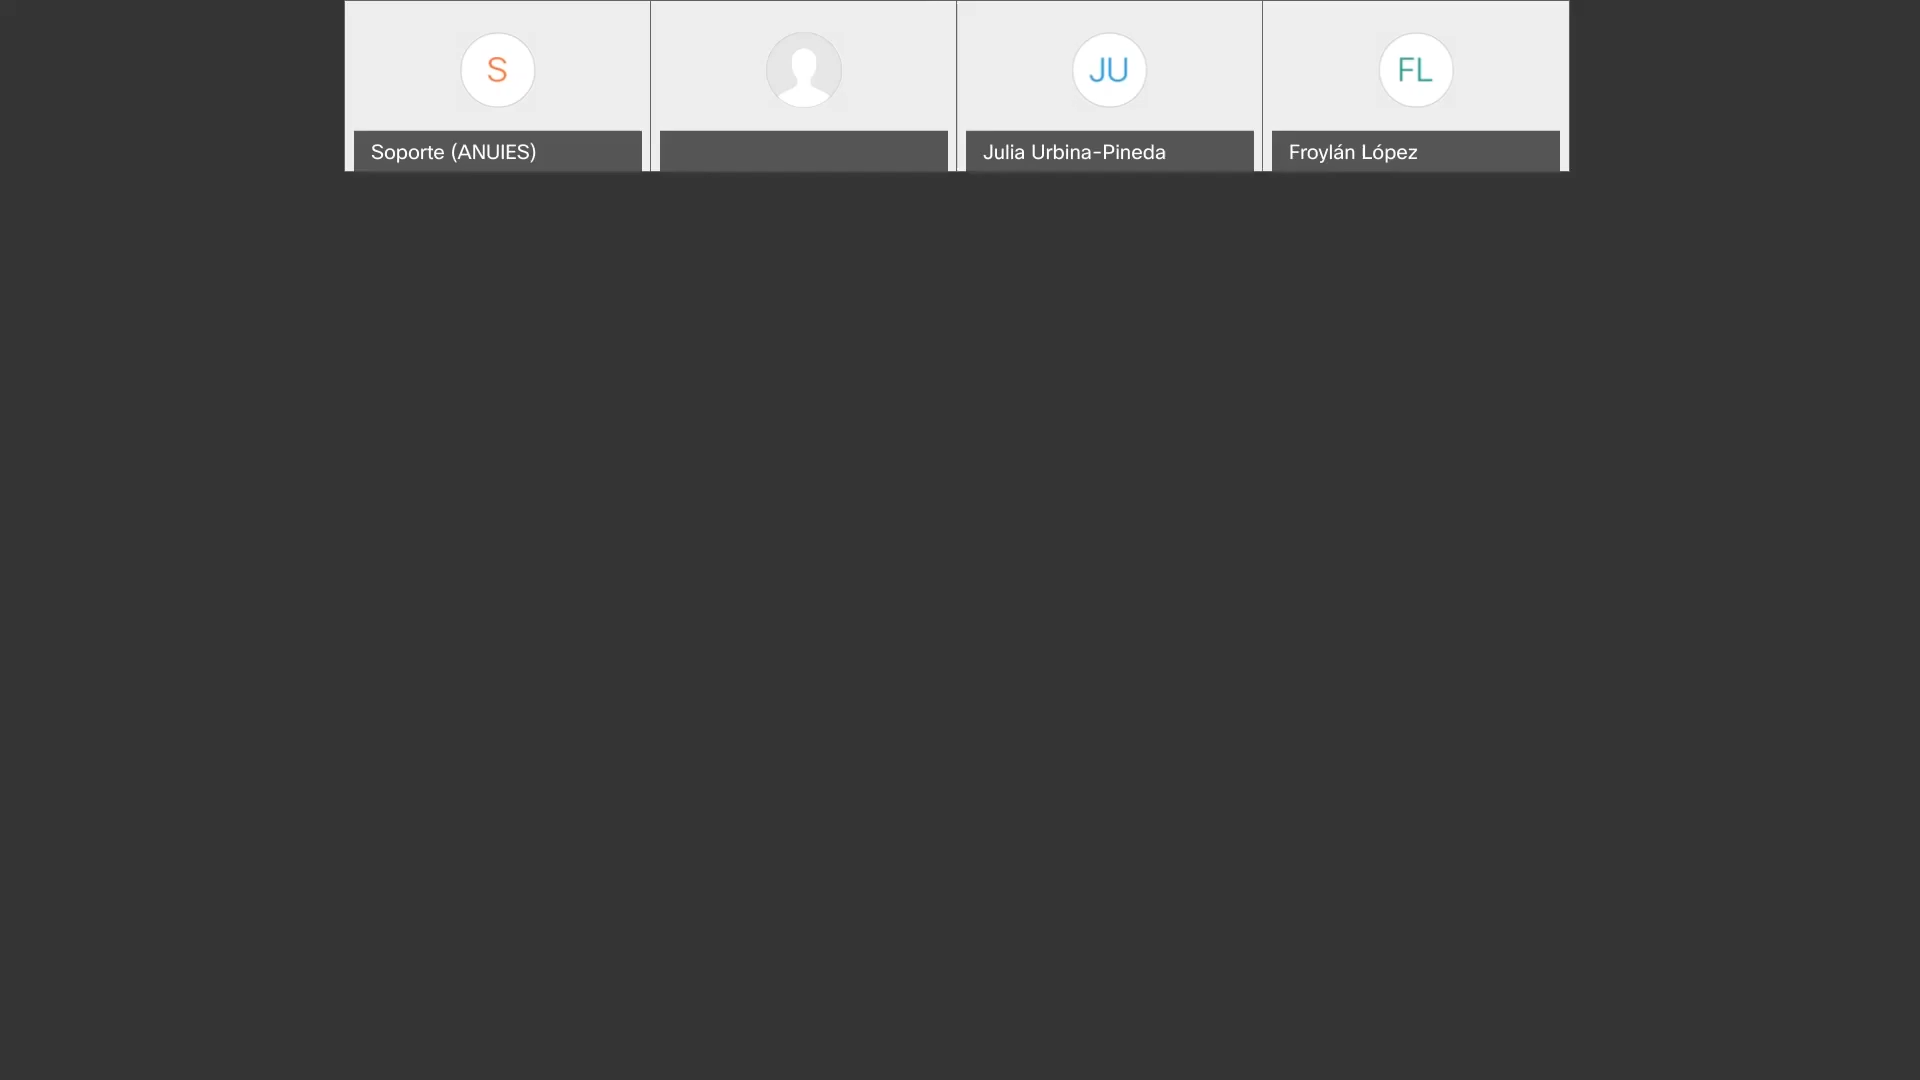 S
JU
FL
Soporte (ANUIES)
Julia Urbina-Pineda
Froylán López